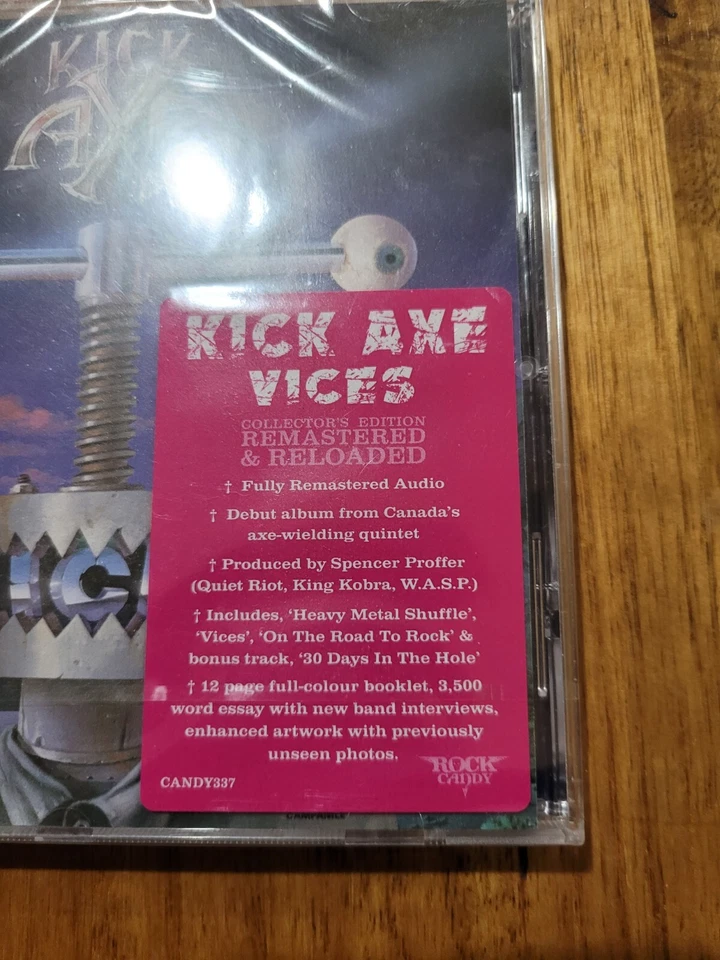 KICK
AXE
KICK AXE
VICES
COLLECTOR'S EDITION
REMASTERED
& RELOADED
† Fully Remastered Audio
† Debut album from Canada's
axe-wielding quintet
† Produced by Spencer Proffer
(Quiet Riot, King Kobra, W.A.S.P.)
† Includes, 'Heavy Metal Shuffle',
'Vices', 'On The Road To Rock' &
bonus track, '30 Days In The Hole'
† 12 page full-colour booklet, 3,500
word essay with new band interviews,
enhanced artwork with previously
unseen photos.
CANDY337
ROCK
CANDY